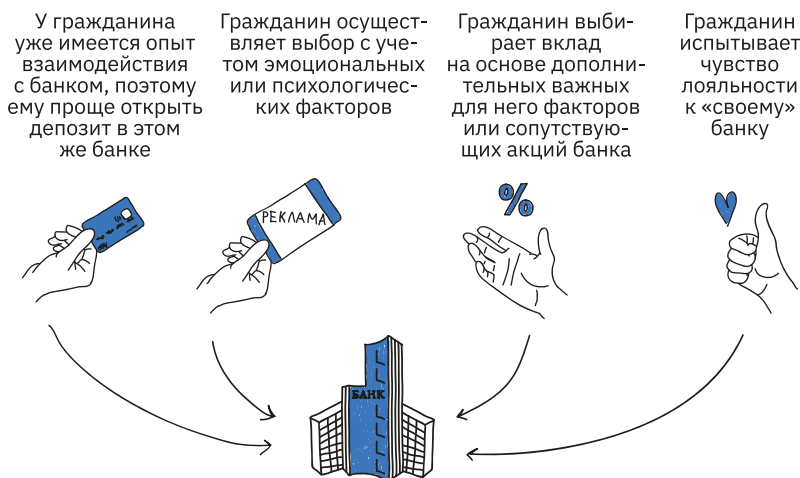 У гражданина
уже имеется опыт
взаимодействия
с банком, поэтому
ему проще открыть
депозит в этом
же банке
Гражданин осущест-
вляет выбор с уче-
том эмоциональных
или психологичес-
ких факторов
Гражданин выби-
рает вклад
на основе дополни-
тельных важных
для него факторов
или сопутствую-
щих акций банка
Гражданин
испытывает
чувство
лояльности
к «своему»
банку
РЕКЛАМА
%
БАНК